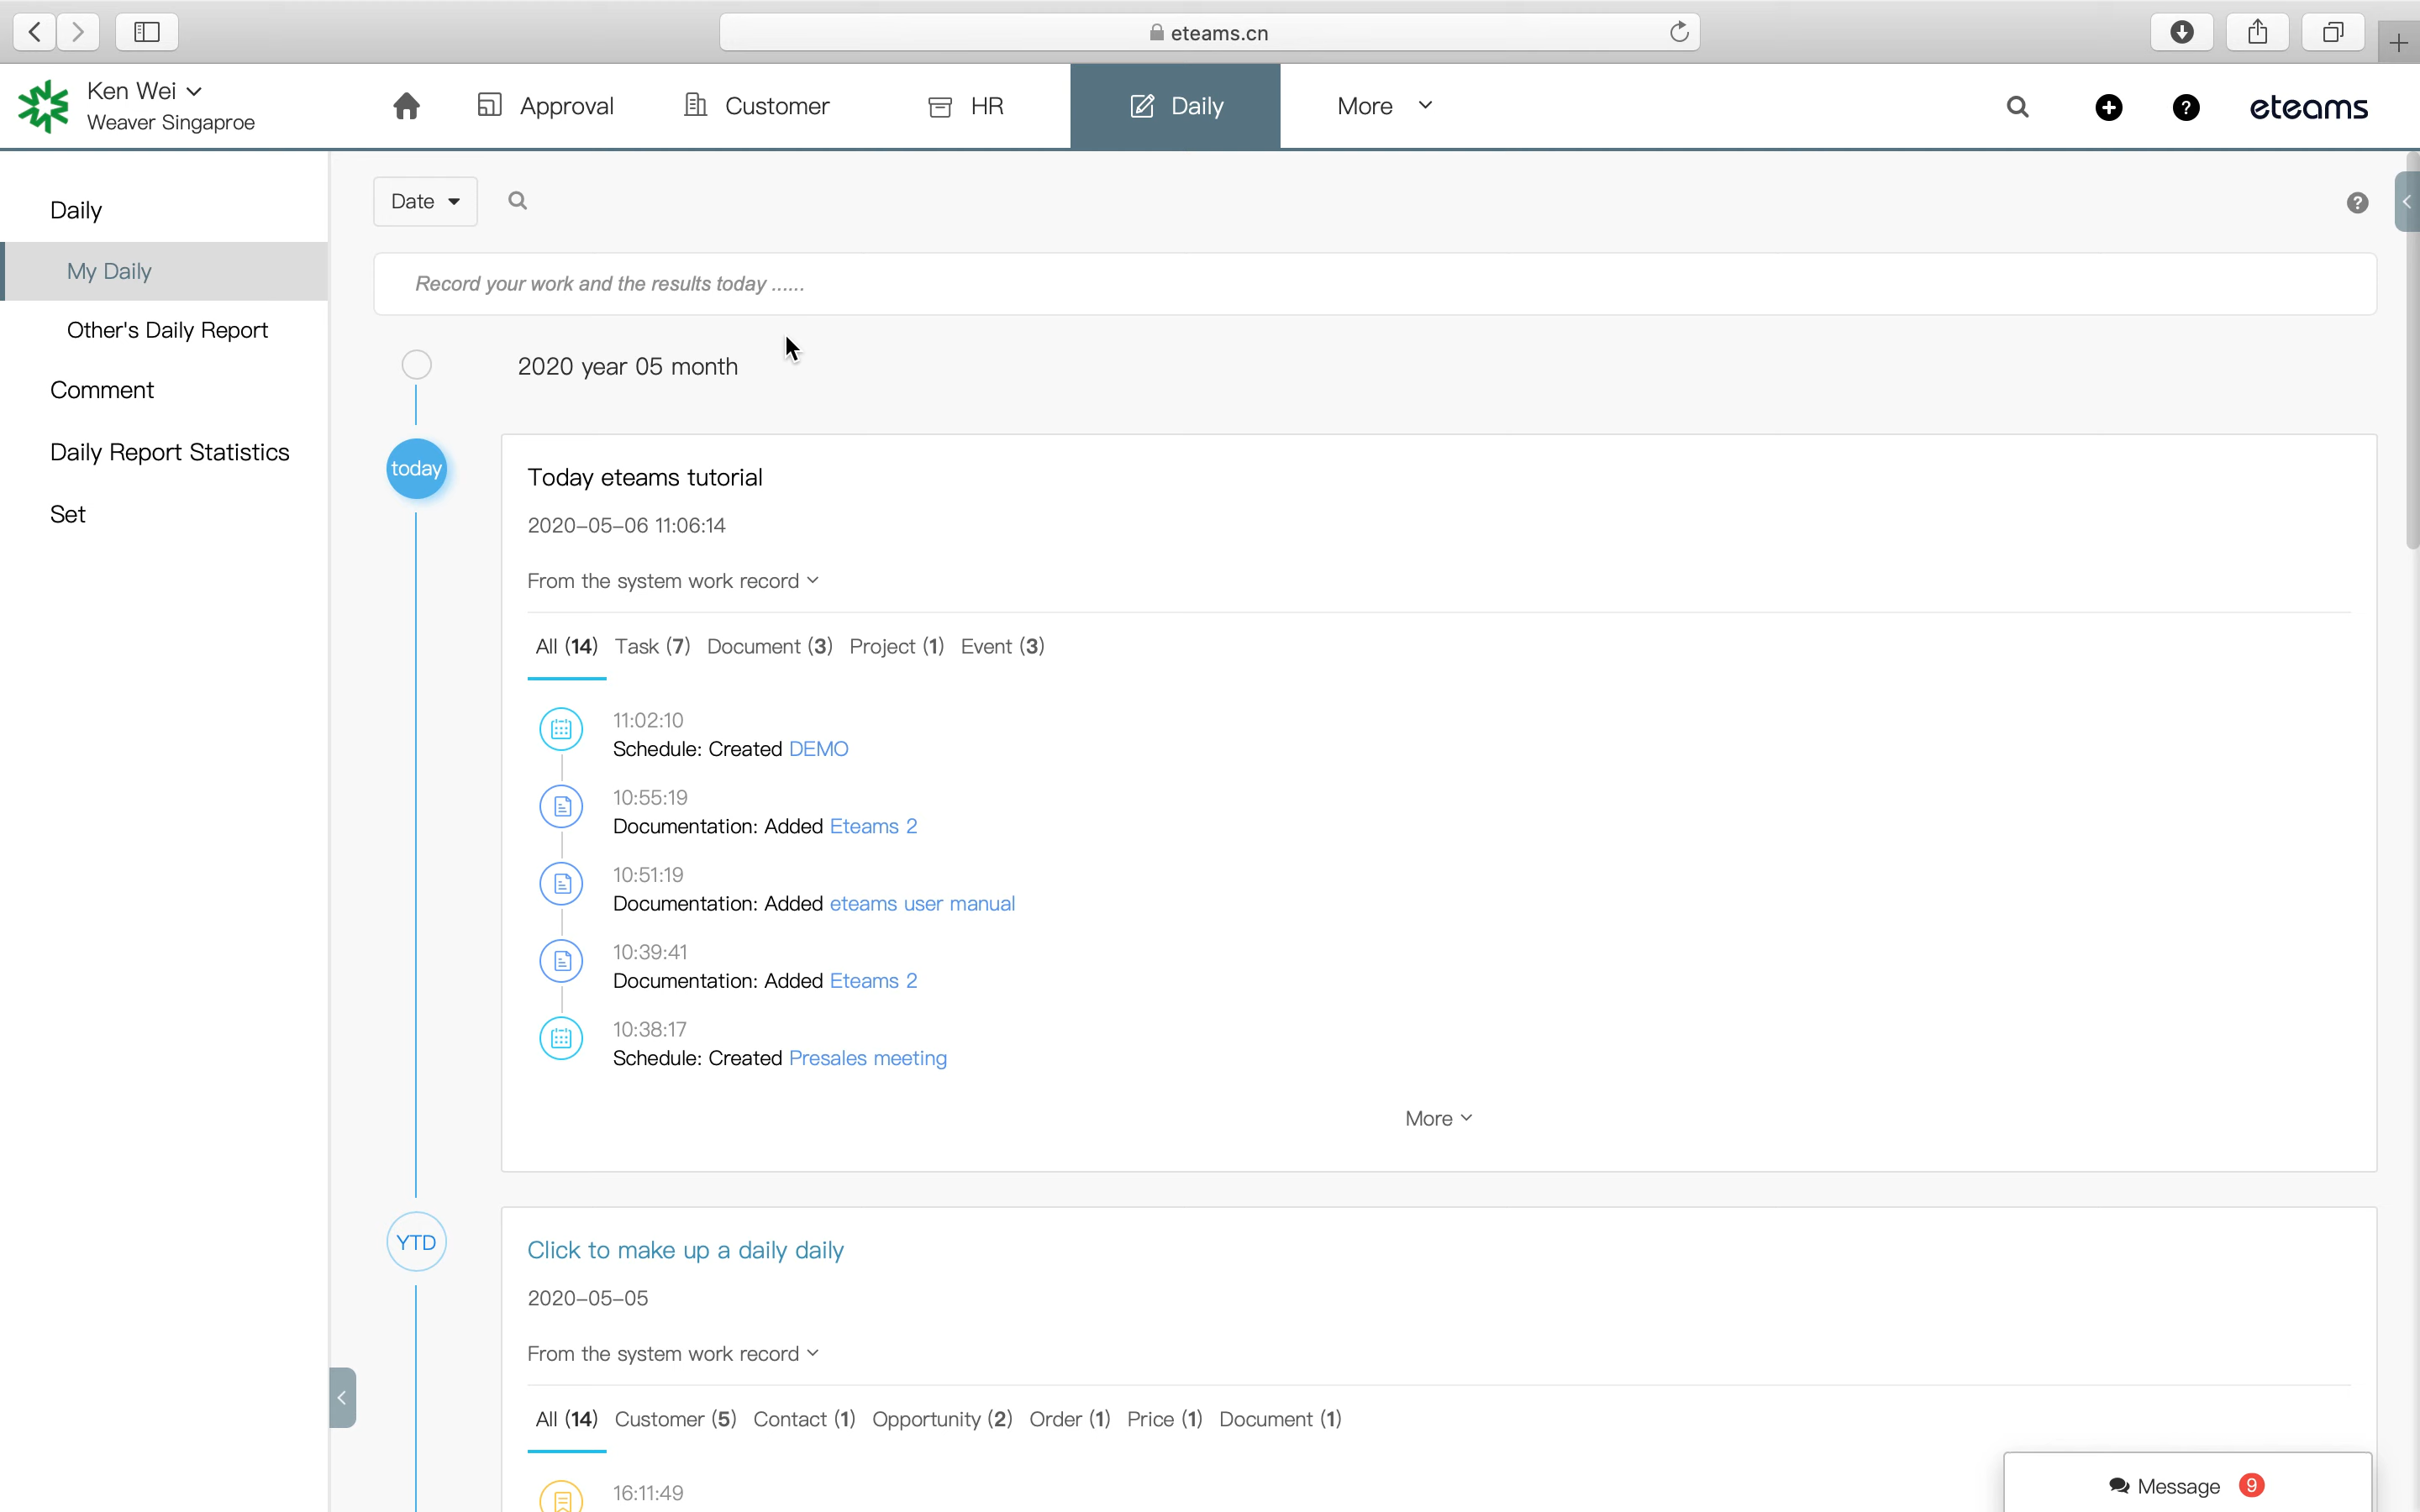 eteams.cn
Ken Wei
Weaver Singaproe
Approval
Customer
HR
Daily
More
eteams
Daily
My Daily
Other's Daily Report
Comment
Daily Report Statistics
Set
Date
Record your work and the results today ......
2020 year 05 month
today
Today eteams tutorial
2020-05-06 11:06:14
From the system work record
All (14) Task (7) Document (3) Project (1) Event (3)
11:02:10
Schedule: Created DEMO
10:55:19
Documentation: Added Eteams 2
10:51:19
Documentation: Added eteams user manual
10:39:41
Documentation: Added Eteams 2
10:38:17
Schedule: Created Presales meeting
More
YTD
Click to make up a daily daily
2020-05-05
From the system work record
All (14) Customer (5) Contact (1) Opportunity (2) Order (1) Price (1) Document (1)
16:11:49
Message 9